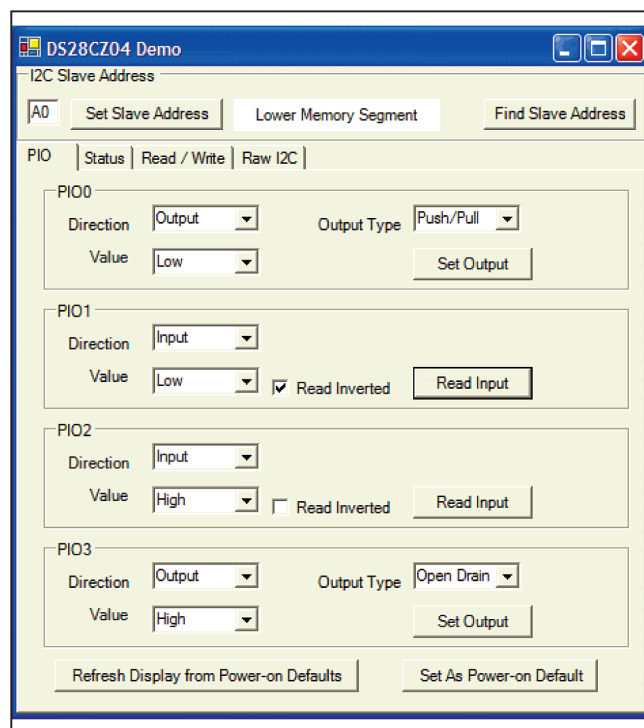 DS28CZ04 Demo
I2C Slave Address
A0 Set Slave Address Lower Memory Segment Find Slave Address
PIO Status Read / Write Raw I2C
PIO0
Direction Output Output Type Push/Pull
Value Low Set Output
PIO1
Direction Input
Value Low Read Inverted Read Input
PIO2
Direction Input
Value High Read Inverted Read Input
PIO3
Direction Output Output Type Open Drain
Value High Set Output
Refresh Display from Power-on Defaults Set As Power-on Default